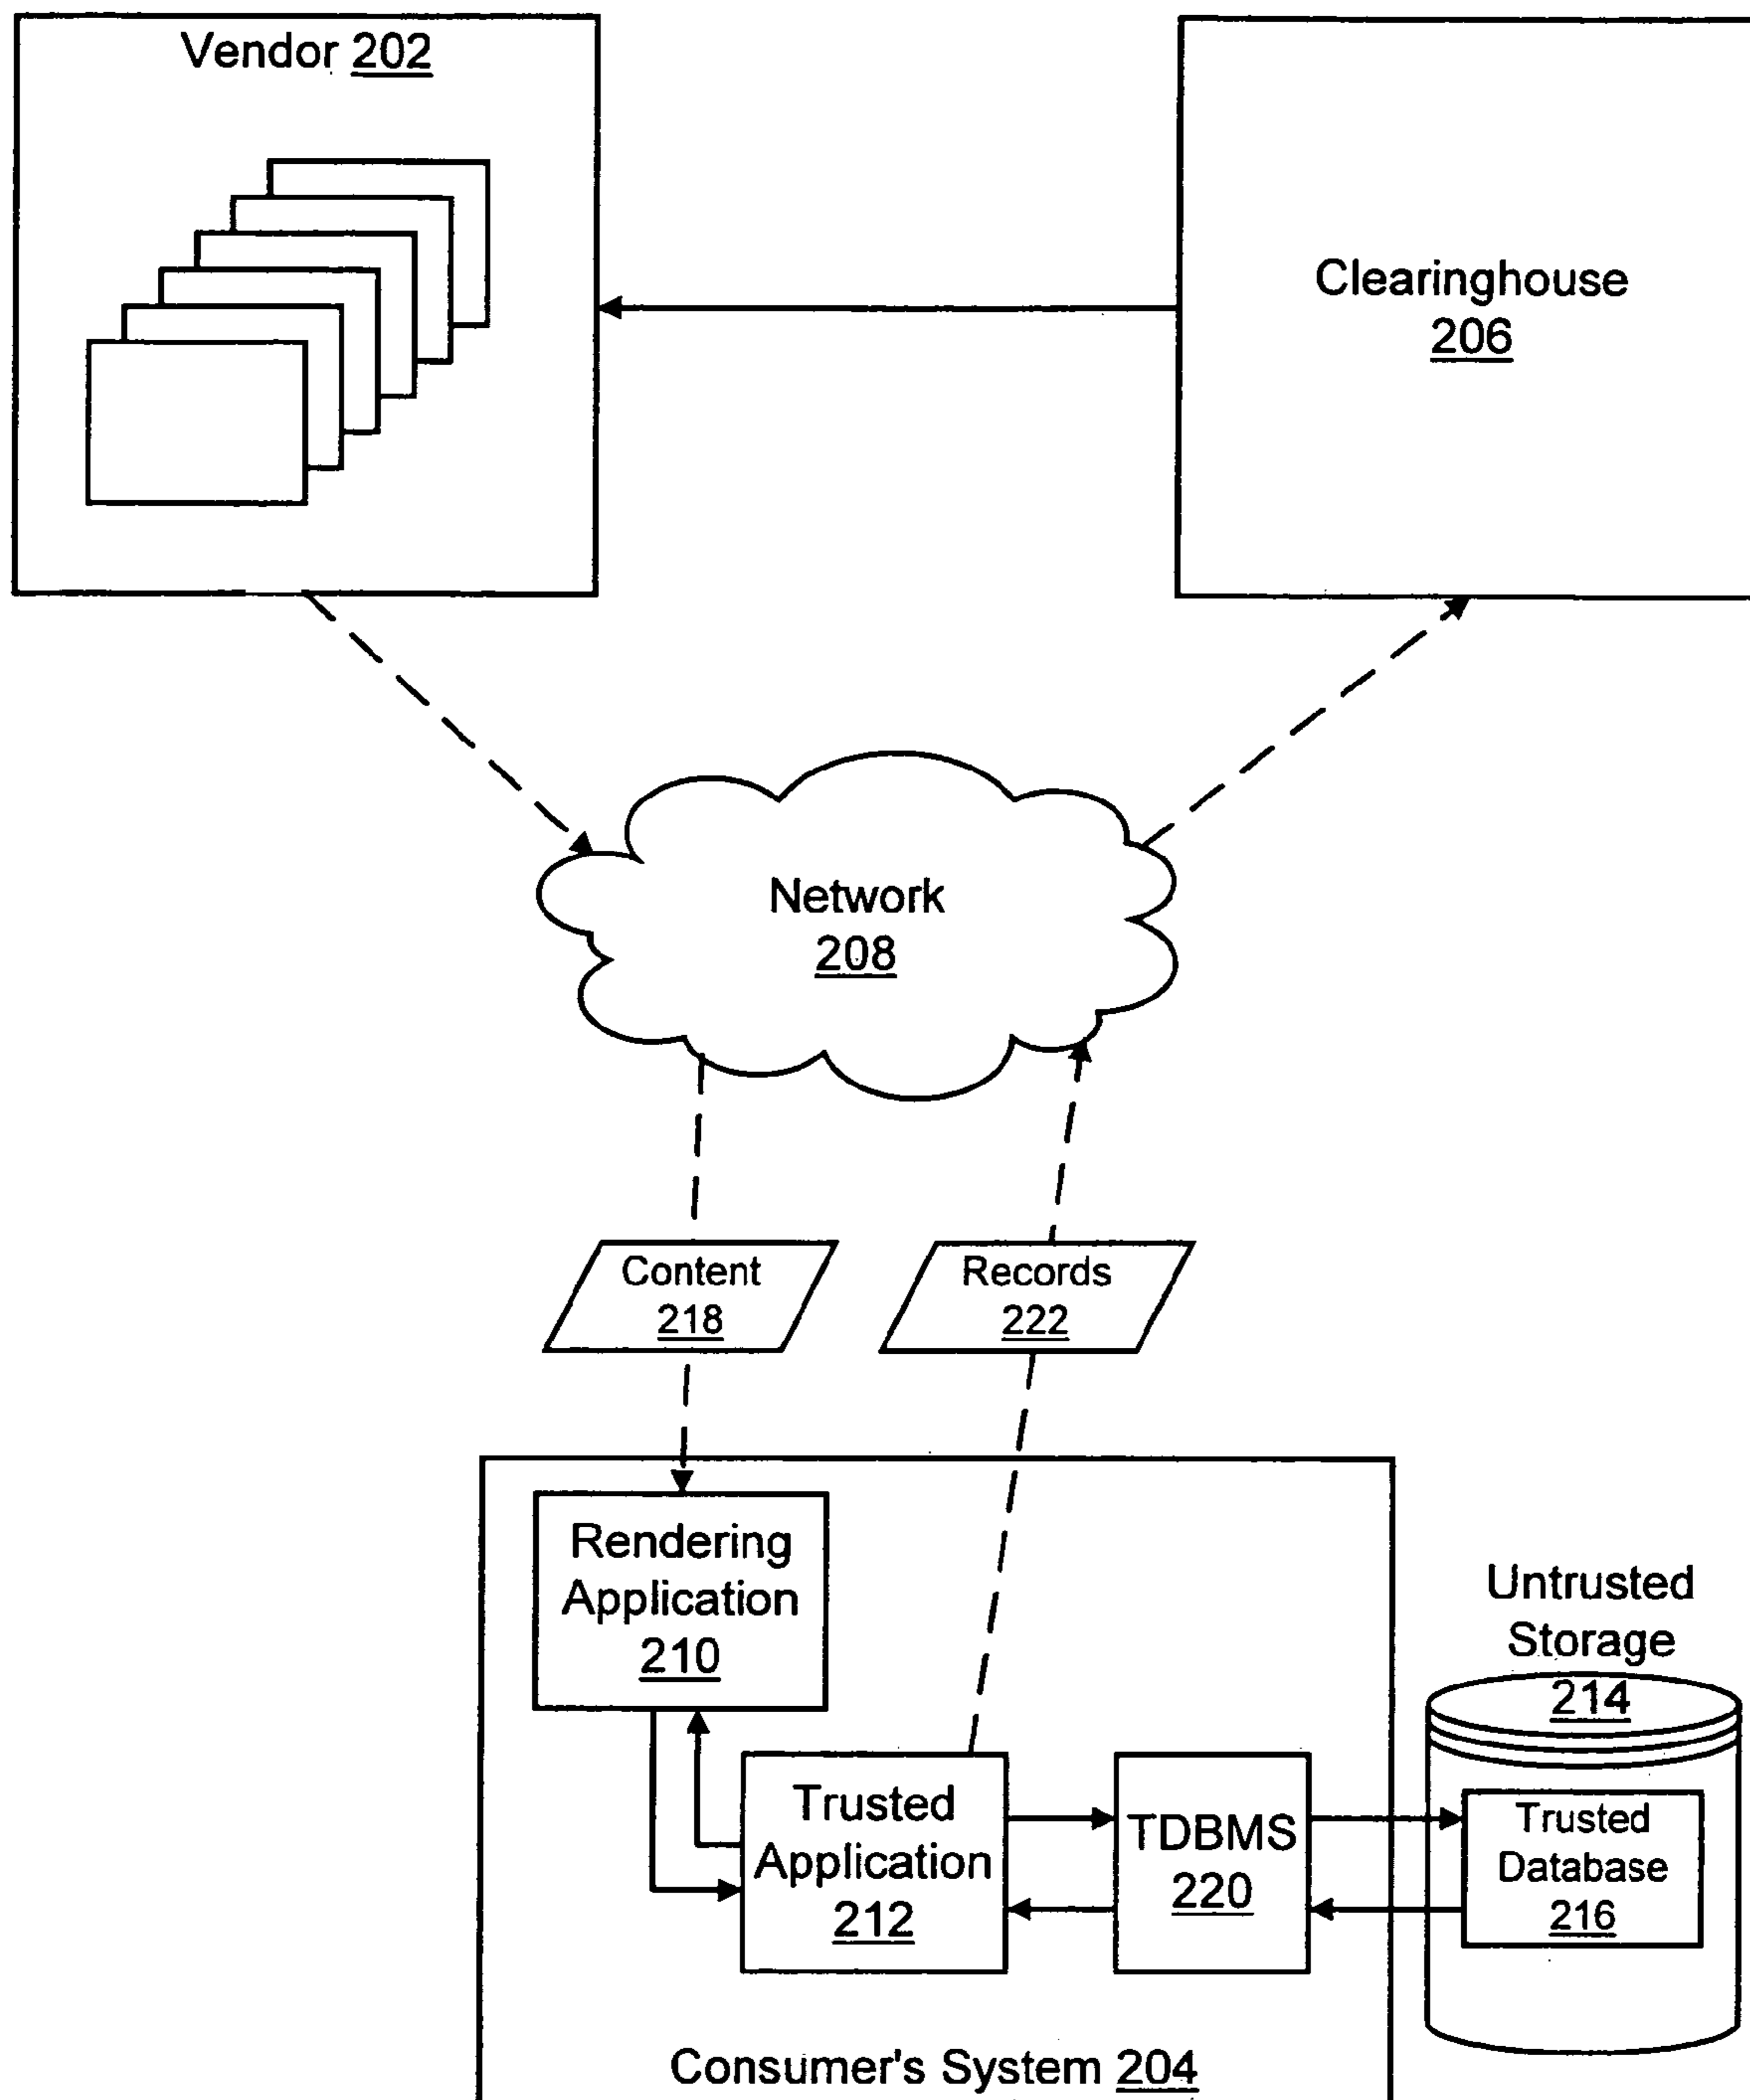 Vendor 202
Clearinghouse
206
Network
208
Content
218
Records
222
Rendering
Application
210
Untrusted
Storage
214
Trusted
Application
212
TDBMS
220
Trusted
Database
216
Consumer's System 204